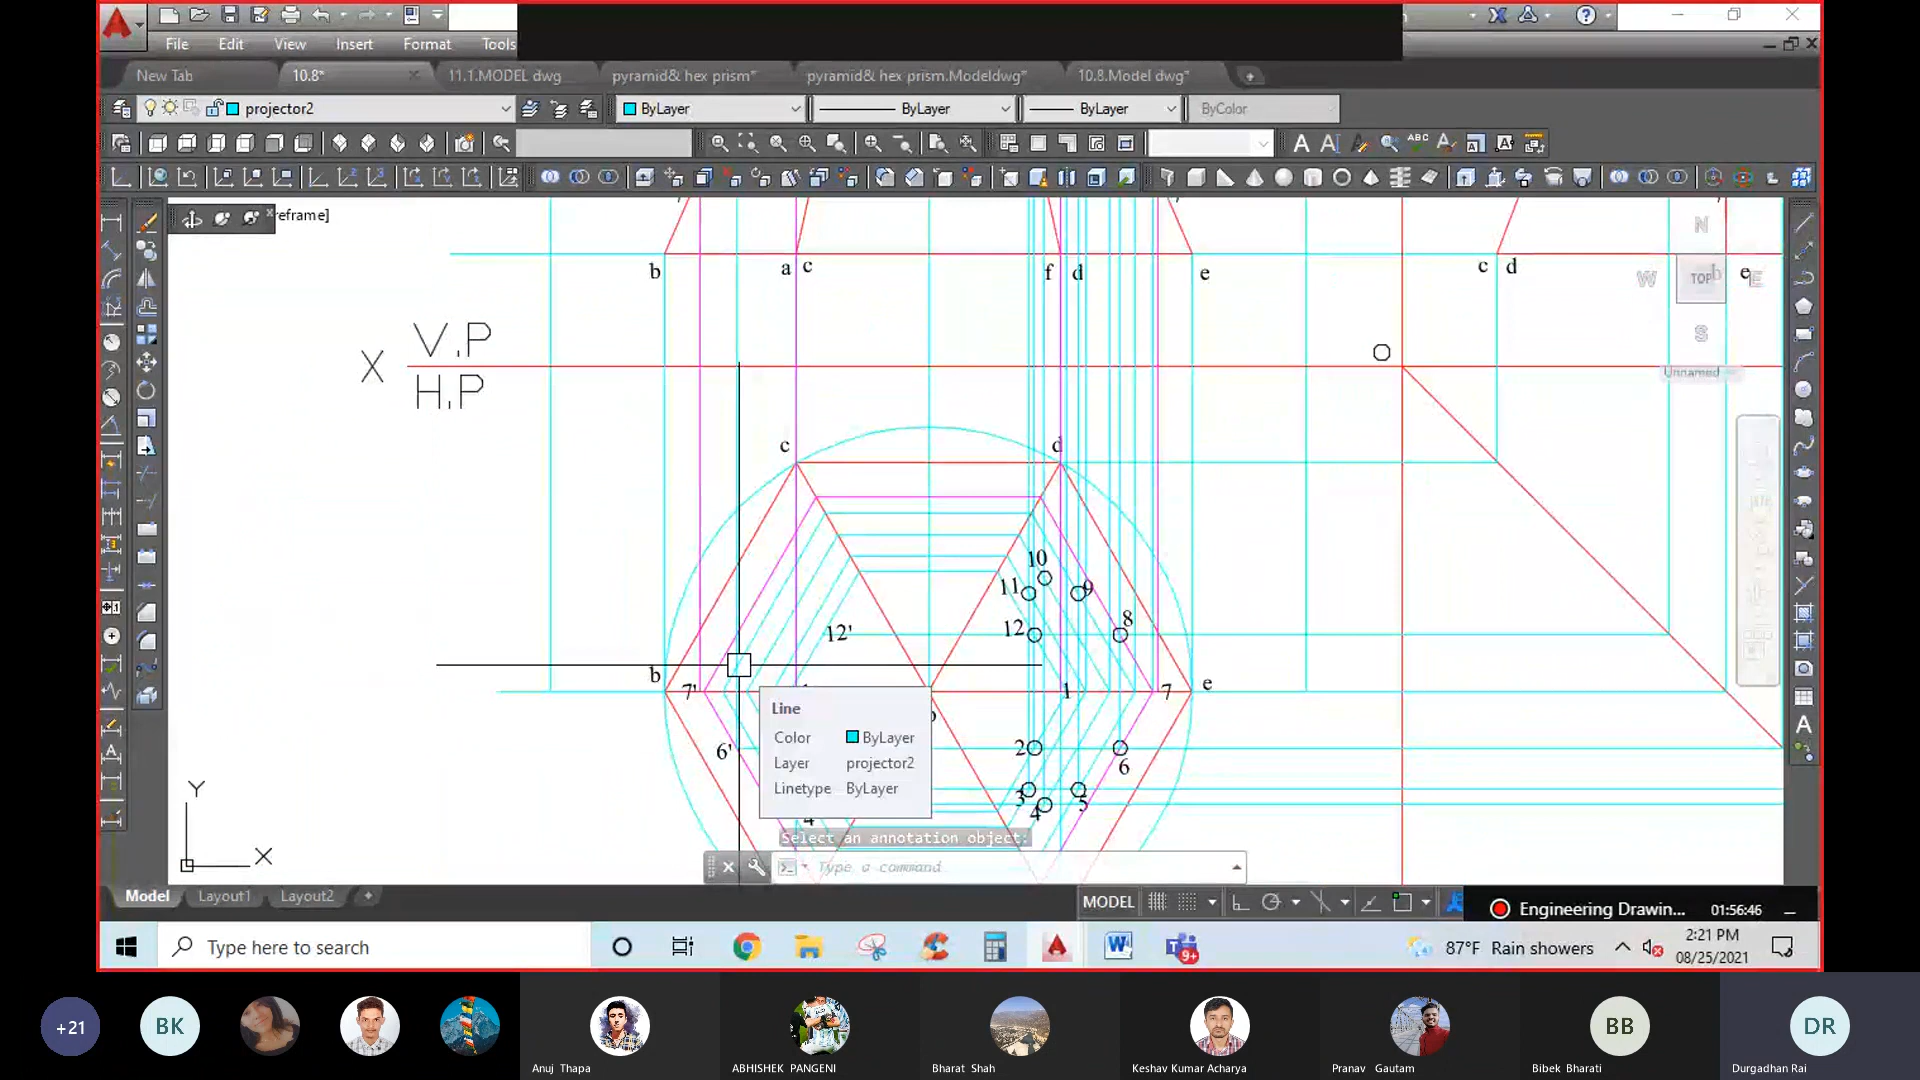 File Edit View Insert Format Tools
New Tab 10.8* 11.1.MODEL dwg pyramid& hex prism* pyramid& hex prism.Modeldwg* 10.8.Model dwg*
projector2 ByLayer ByLayer ByLayer ByColor
reframe]
N
W TOP E
S
Unnamed
b a c f d e c d b e
V.P
X
H.P
O
c d
10
11 9
8
12' 12
b e
7' 1 7
6' 2
6
3
4 5
4
Line
Color ByLayer
Layer projector2
Linetype ByLayer
Select an annotation object:
Type a command
Y
X
Model Layout1 Layout2 +
MODEL
Engineering Drawin... 01:56:46
Type here to search
9+
87°F Rain showers
2:21 PM
08/25/2021
+21
BK
BB
DR
Anuj Thapa
ABHISHEK PANGENI
Bharat Shah
Keshav Kumar Acharya
Pranav Gautam
Bibek Bharati
Durgadhan Rai